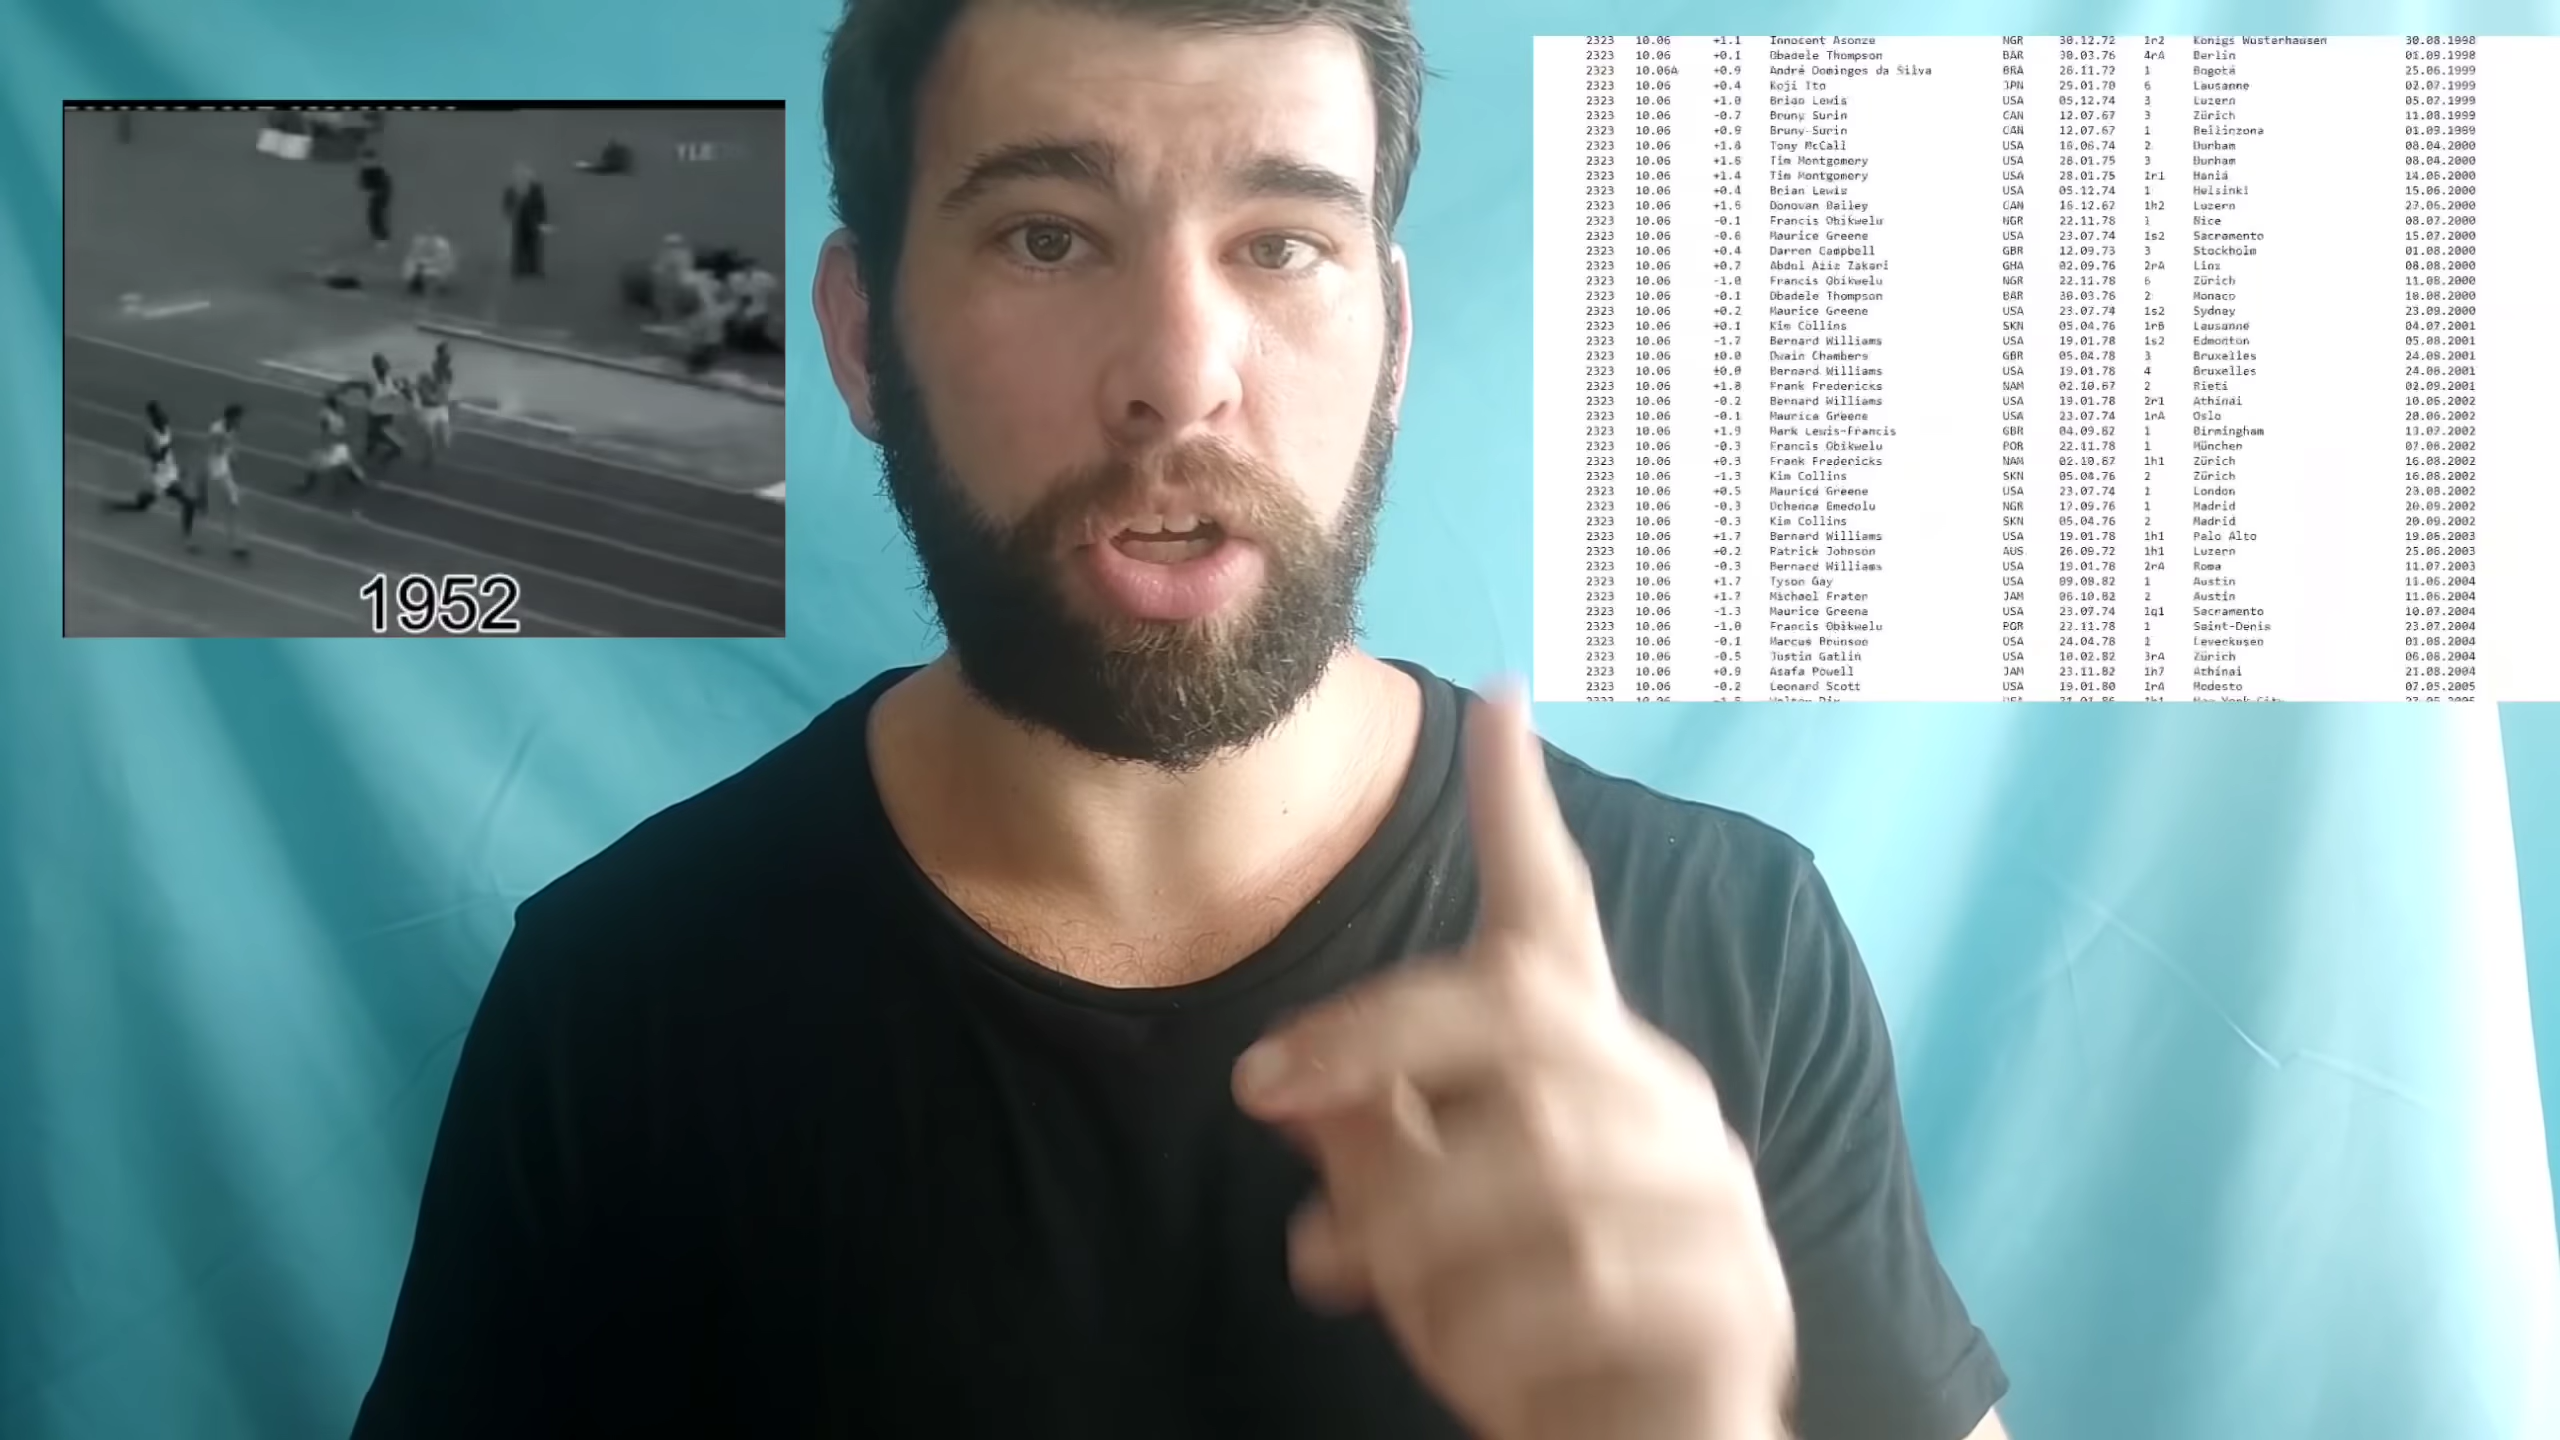 YLE
1952
2323 10.06 +1.1 Innocent Asonze NGR 30.12.72 1r2 Königs Wusterhausen 30.08.1998
2323 10.06 +0.1 Obadele Thompson BAR 30.03.76 4rA Berlin 01.09.1998
2323 10.06A +0.9 André Domingos da Silva BRA 26.11.72 1 Bogotá 25.06.1999
2323 10.06 +0.4 Koji Ito JPN 29.01.70 6 Lausanne 02.07.1999
2323 10.06 +1.0 Brian Lewis USA 05.12.74 3 Luzern 05.07.1999
2323 10.06 -0.7 Bruny Surin CAN 12.07.67 3 Zürich 11.08.1999
2323 10.06 +0.9 Bruny Surin CAN 12.07.67 1 Bellinzona 01.09.1999
2323 10.06 +1.8 Tony McCall USA 16.06.74 2 Durham 08.04.2000
2323 10.06 +1.8 Tim Montgomery USA 28.01.75 3 Durham 08.04.2000
2323 10.06 +1.4 Tim Montgomery USA 28.01.75 1r1 Haniá 14.06.2000
2323 10.06 +0.4 Brian Lewis USA 05.12.74 1 Helsinki 15.06.2000
2323 10.06 Donovan Bailey CAN 16.12.67 1h2 Luzern 27.06.2000
2323 10.06 -0.1 Francis Obikwelu NGR 22.11.78 1 Nice 08.07.2000
2323 10.06 -0.6 Maurice Greene USA 23.07.74 1s2 Sacramento 15.07.2000
2323 10.06 +0.4 Darren Campbell GBR 12.09.73 3 Stockholm 01.08.2000
2323 10.06 +0.7 Abdul Aziz Zakari GHA 02.09.76 2rA Linz 08.08.2000
2323 10.06 -1.0 Francis Obikwelu NGR 22.11.78 6 Zürich 11.08.2000
2323 10.06 -0.1 Obadele Thompson BAR 30.03.76 2 Monaco 18.08.2000
2323 10.06 +0.2 Maurice Greene USA 23.07.74 1s2 Sydney 23.09.2000
2323 10.06 +0.1 Kim Collins SKN 05.04.76 1rB Lausanne 04.07.2001
2323 10.06 -1.7 Bernard Williams USA 19.01.78 1s2 Edmonton 05.08.2001
2323 10.06 ±0.0 Dwain Chambers GBR 05.04.78 3 Bruxelles 24.08.2001
2323 10.06 ±0.0 Bernard Williams USA 19.01.78 4 Bruxelles 24.08.2001
2323 10.06 +1.8 Frank Fredericks NAM 02.10.67 2 Rieti 02.09.2001
2323 10.06 -0.2 Bernard Williams USA 19.01.78 2r1 Athínai 10.06.2002
2323 10.06 -0.1 Maurice Greene USA 23.07.74 1rA Oslo 28.06.2002
2323 10.06 +1.9 Mark Lewis-Francis GBR 04.09.82 1 Birmingham 13.07.2002
2323 10.06 -0.3 Francis Obikwelu POR 22.11.78 1 München 07.08.2002
2323 10.06 +0.3 Frank Fredericks NAM 02.10.67 1h1 Zürich 16.08.2002
2323 10.06 -1.3 Kim Collins SKN 05.04.76 2 Zürich 16.08.2002
2323 10.06 +0.5 Maurice Greene USA 23.07.74 London 23.08.2002
2323 10.06 -0.3 Uchenna Emedolu NGR 17.09.76 1 Madrid 20.09.2002
2323 10.06 -0.3 Kim Collins SKN 05.04.76 2 Madrid 20.09.2002
2323 10.06 +1.7 Bernard Williams USA 19.01.78 1h1 Palo Alto 19.06.2003
2323 10.06 +0.2 Patrick Johnson AUS 26.09.72 1h1 Luzern 25.06.2003
2323 10.06 -0.3 Bernard Williams USA 19.01.78 2rA Roma 11.07.2003
2323 10.06 +1.7 Tyson Gay USA 09.08.82 1 Austin 11.06.2004
2323 10.06 +1.7 Michael Frater JAM 06.10.82 2 Austin 11.06.2004
2323 10.06 -1.3 Maurice Greene USA 23.07.74 1q1 Sacramento 10.07.2004
2323 10.06 -1.0 Francis Obikwelu POR 22.11.78 1 Saint-Denis 23.07.2004
2323 10.06 -0.1 Marcus Brunson USA 24.04.78 Leverkusen 01.08.2004
2323 10.06 -0.5 Justin Gatlin USA 10.02.82 3rA Zürich 06.08.2004
2323 10.06 +0.9 Asafa Powell JAM 23.11.82 1h7 Athínai 21.08.2004
2323 10.06 -0.2 Leonard Scott USA 19.01.80 1rA Modesto 07.05.2005